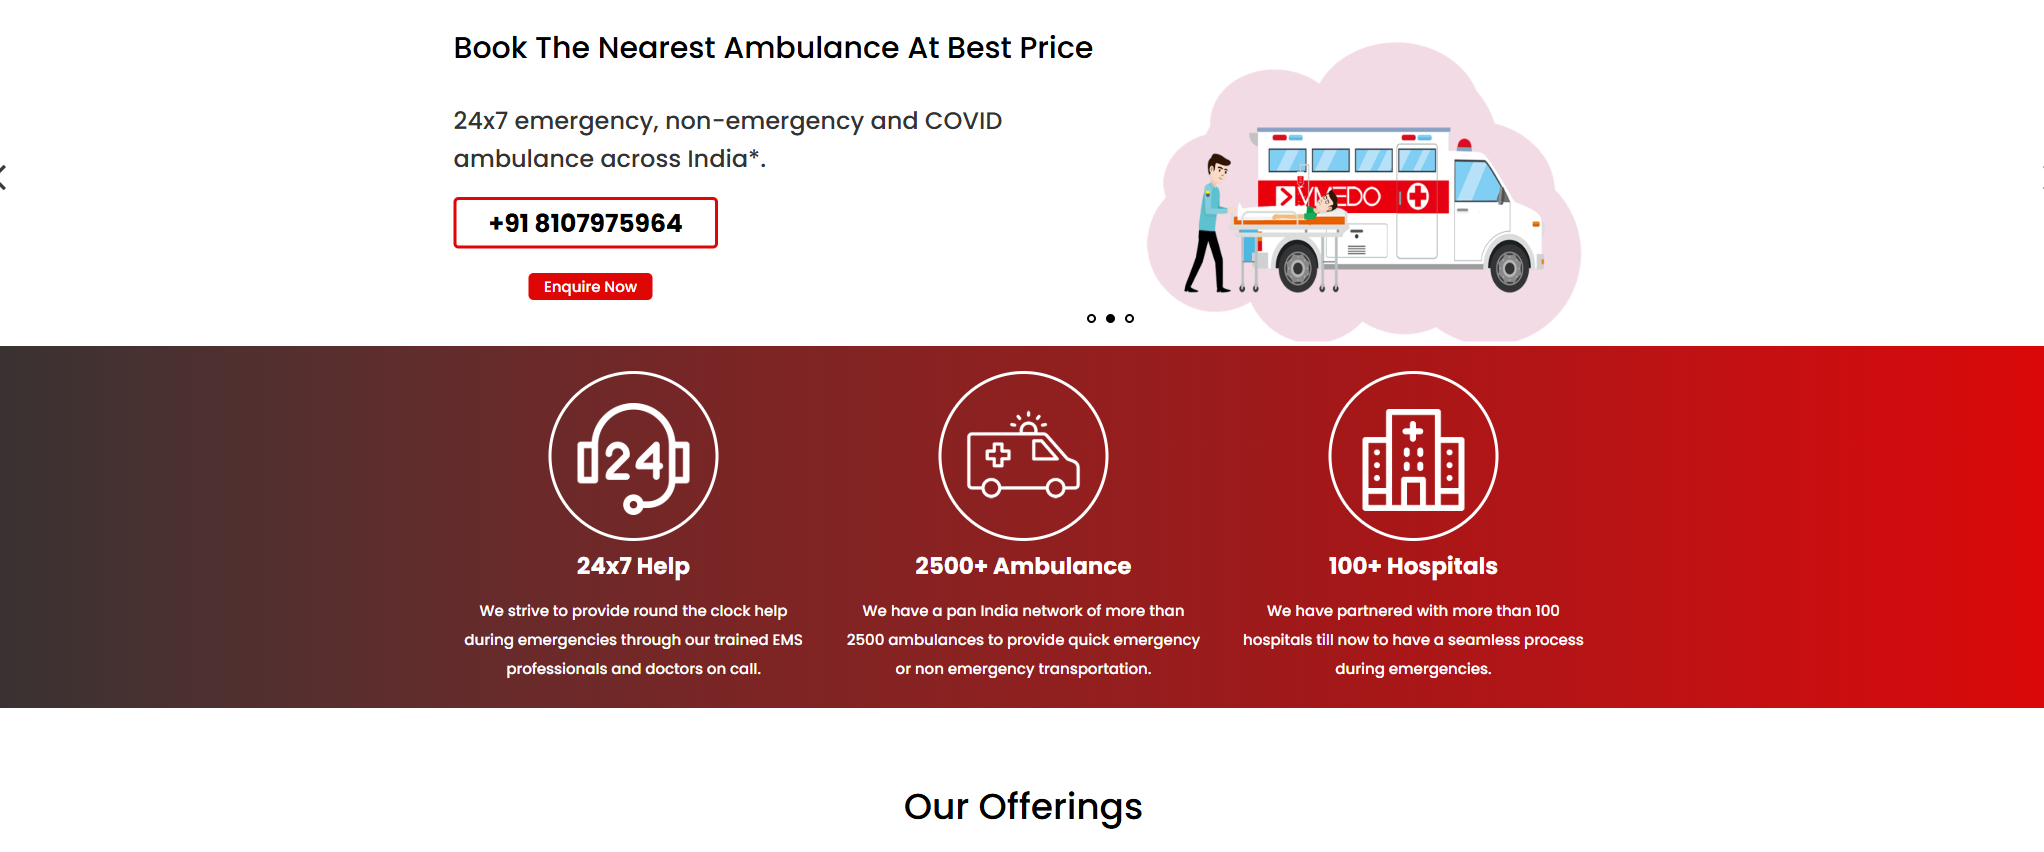 Book The Nearest Ambulance At Best Price
24x7 emergency, non-emergency and COVID
ambulance across India*.
+91 8107975964
Enquire Now
VMEDO
24
24x7 Help
We strive to provide round the clock help
during emergencies through our trained EMS
professionals and doctors on call.
2500+ Ambulance
We have a pan India network of more than
2500 ambulances to provide quick emergency
or non emergency transportation.
100+ Hospitals
We have partnered with more than 100
hospitals till now to have a seamless process
during emergencies.
Our Offerings